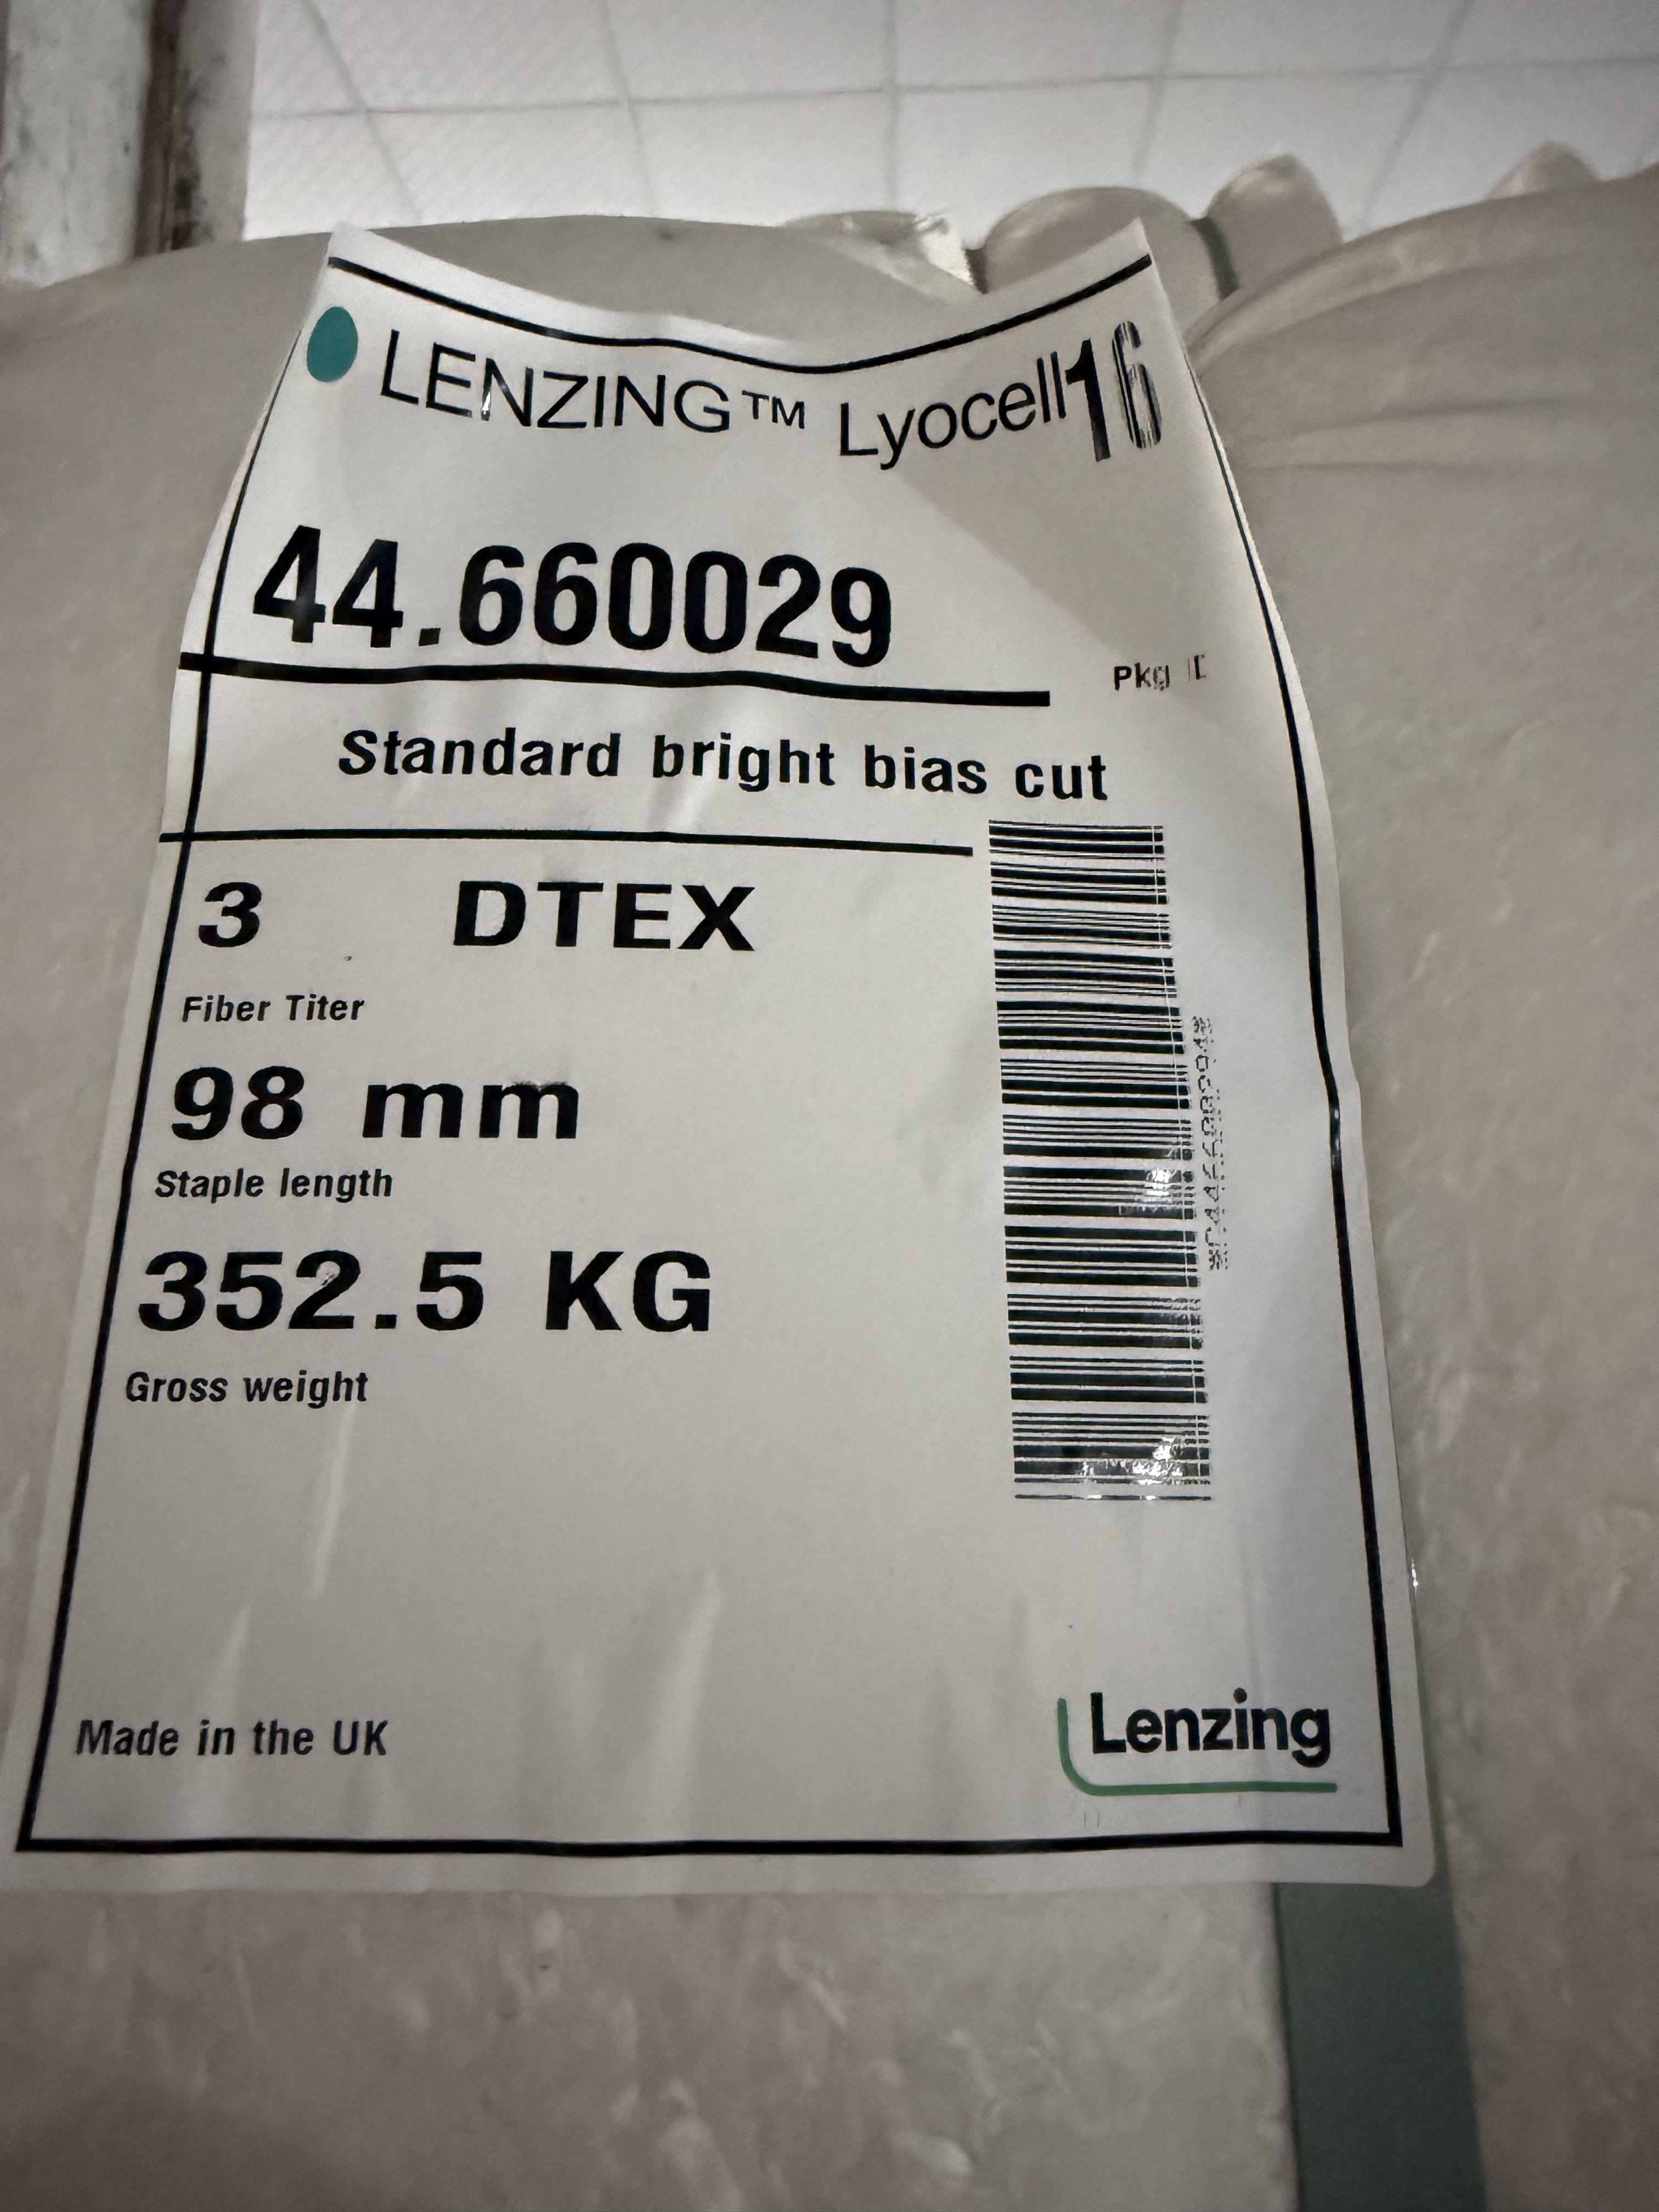 LENZING™ Lyocell 16
44.660029
Pkg
Standard bright bias cut
3 DTEX
Fiber Titer
98 mm
Staple length
352.5 KG
Gross weight
Made in the UK
Lenzing